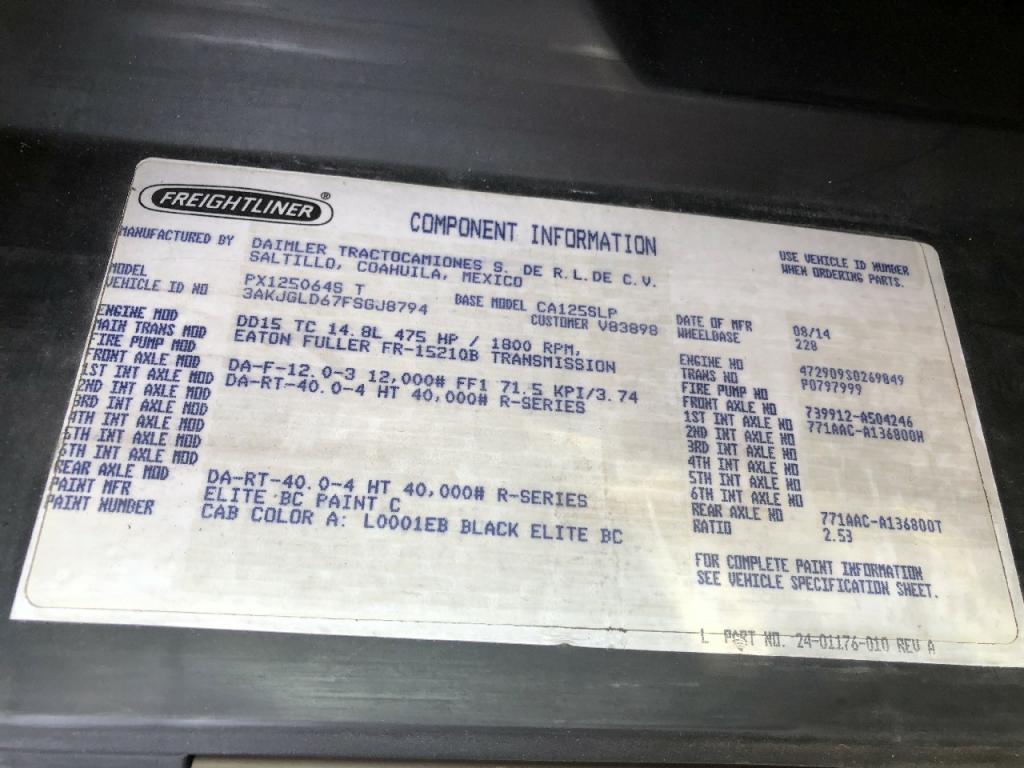 FREIGHTLINER®
COMPONENT INFORMATION
USE VEHICLE ID NUMBER
WHEN ORDERING PARTS.
MANUFACTURED BY DAIMLER TRACTOCAMIONES S. DE R.L.DE C.V.
SALTILLO, COAHUILA, MEXICO
MODEL PX125064S T BASE MODEL CA125SLP DATE OF MFR 08/14
VEHICLE ID NO 3AKJGLD67FSGJ8794 CUSTOMER V83898 WHEELBASE 228
ENGINE MOD DD15 TC 14.8L 475 HP / 1800 RPM, ENGINE NO 472909S0269849
MAIN TRANS MOD EATON FULLER FR-15210B TRANSMISSION TRANS NO P0797999
FIRE PUMP MOD FIRE PUMP NO
FRONT AXLE MOD DA-F-12.0-3 12,000# FF1 71.5 KPI/3.74 FRONT AXLE NO 739912-A504246
1ST INT AXLE MOD DA-RT-40.0-4 HT 40,000# R-SERIES 1ST INT AXLE NO 771AAC-A136800H
2ND INT AXLE MOD 2ND INT AXLE NO
3RD INT AXLE MOD 3RD INT AXLE NO
4TH INT AXLE MOD 4TH INT AXLE NO
5TH INT AXLE MOD 5TH INT AXLE NO
6TH INT AXLE MOD 6TH INT AXLE NO
REAR AXLE MOD DA-RT-40.0-4 HT 40,000# R-SERIES REAR AXLE NO 771AAC-A136800T
PAINT MFR ELITE BC PAINT C RATIO 2.53
PAINT NUMBER CAB COLOR A: L0001EB BLACK ELITE BC
FOR COMPLETE PAINT INFORMATION
SEE VEHICLE SPECIFICATION SHEET.
L PART NO. 24-01176-010 REV A